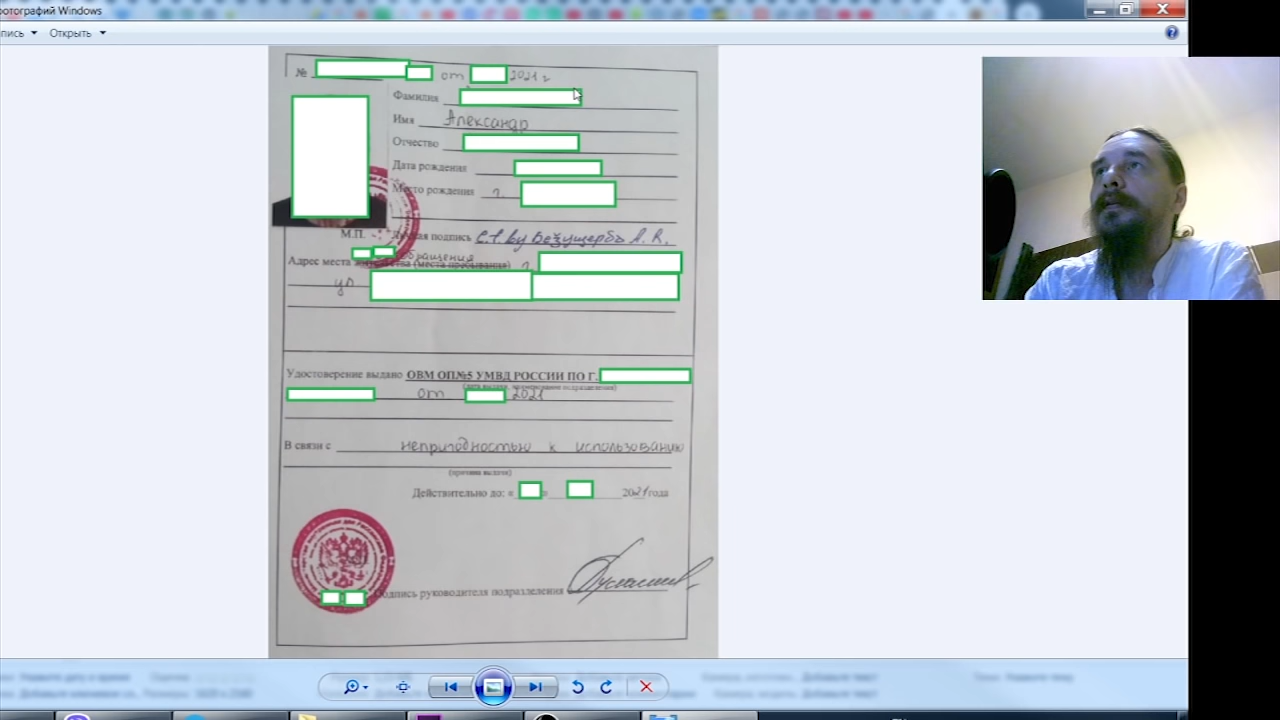 фотографий Windows
пись Открыть
№ от 2021 г
Фамилия
Имя Александр
Отчество
Дата рождения
Место рождения г.
М.П. Личная подпись
Адрес места (места пребывания) г.
обращения
ул
Удостоверение выдано ОВМ ОП№5 УМВД РОССИИ ПО Г.
(дата выдачи, наименование подразделения)
от 2021
В связи с непригодностью к использованию
(причина выдачи)
Действительно до: « » 2021 года
Подпись руководителя подразделения